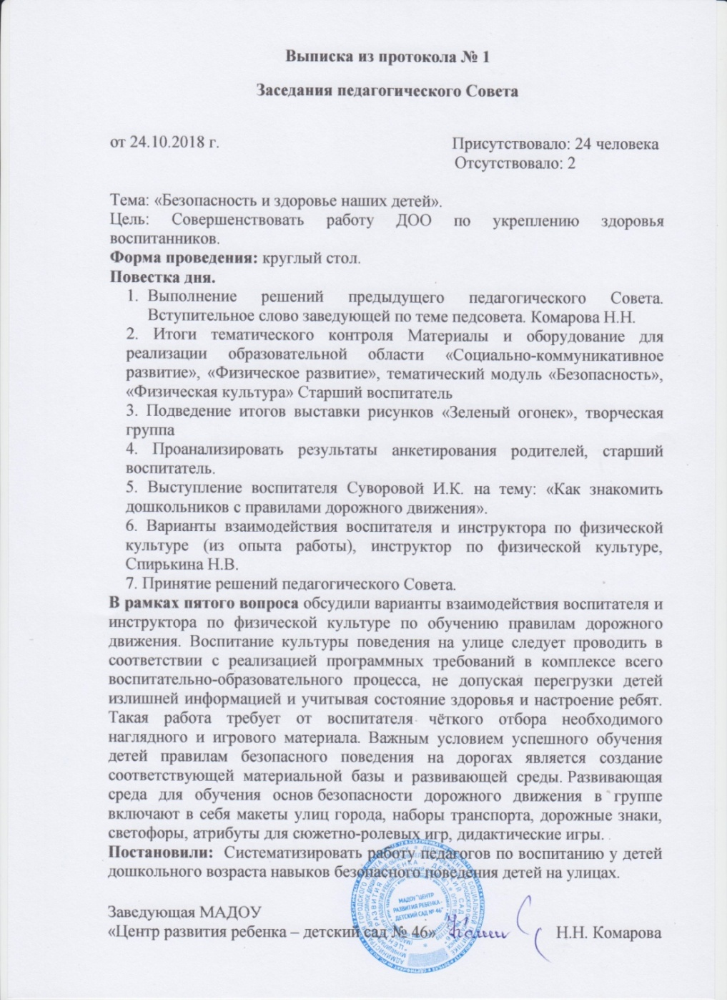 Выписка из протокола № 1
Заседания педагогического Совета
от 24.10.2018 г.
Присутствовало: 24 человека
Отсутствовало: 2
Тема: «Безопасность и здоровье наших детей».
Цель: Совершенствовать работу ДОО по укреплению здоровья
воспитанников.
Форма проведения: круглый стол.
Повестка дня.
1. Выполнение решений предыдущего педагогического Совета.
Вступительное слово заведующей по теме педсовета. Комарова Н.Н.
2. Итоги тематического контроля Материалы и оборудование для
реализации образовательной области «Социально-коммуникативное
развитие», «Физическое развитие», тематический модуль «Безопасность»,
«Физическая культура» Старший воспитатель
3. Подведение итогов выставки рисунков «Зеленый огонек», творческая
группа
4. Проанализировать результаты анкетирования родителей, старший
воспитатель.
5. Выступление воспитателя Суворовой И.К. на тему: «Как знакомить
дошкольников с правилами дорожного движения».
6. Варианты взаимодействия воспитателя и инструктора по физической
культуре (из опыта работы), инструктор по физической культуре,
Спирькина Н.В.
7. Принятие решений педагогического Совета.
В рамках пятого вопроса обсудили варианты взаимодействия воспитателя и
инструктора по физической культуре по обучению правилам дорожного
движения. Воспитание культуры поведения на улице следует проводить в
соответствии с реализацией программных требований в комплексе всего
воспитательно-образовательного процесса, не допуская перегрузки детей
излишней информацией и учитывая состояние здоровья и настроение ребят.
Такая работа требует от воспитателя чёткого отбора необходимого
наглядного и игрового материала. Важным условием успешного обучения
детей правилам безопасного поведения на дорогах является создание
соответствующей материальной базы и развивающей среды. Развивающая
среда для обучения основ безопасности дорожного движения в группе
включают в себя макеты улиц города, наборы транспорта, дорожные знаки,
светофоры, атрибуты для сюжетно-ролевых игр, дидактические игры.
Постановили: Систематизировать работу педагогов по воспитанию у детей
дошкольного возраста навыков безопасного поведения детей на улицах.
Заведующая МАДОУ
«Центр развития ребенка – детский сад № 46»
Н.Н. Комарова
МАДОУ "ЦЕНТР
РАЗВИТИЯ РЕБЕНКА -
ДЕТСКИЙ САД № 46"